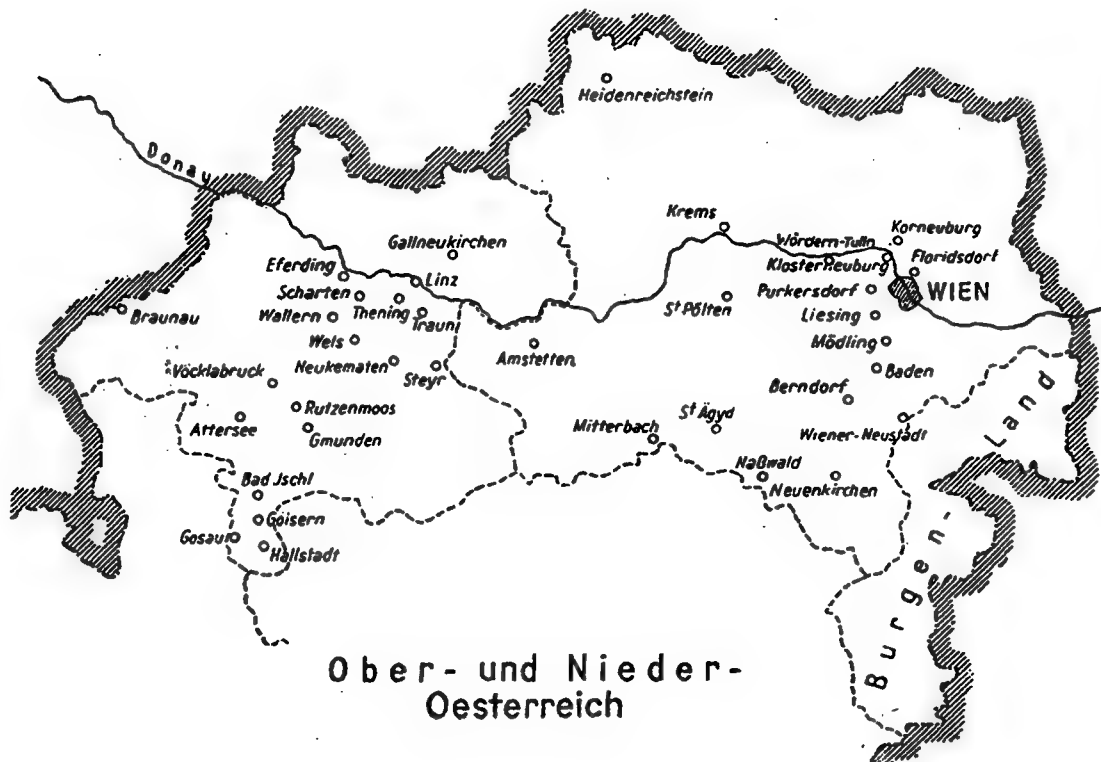 Heidenreichstein
Donau
Krems
Korneuburg
Wördern-Tulln
Gallneukirchen
Floridsdorf
Klosterneuburg
Eferding
Linz
Purkersdorf
WIEN
Scharten
Thening
St Pölten
Braunau
Wallern
Traun
Liesing
Wels
Amstetten
Mödling
Neukematen
Steyr
Vöcklabruck
Baden
Berndorf
Land
Rutzenmoos
St Ägyd
Attersee
Gmunden
Mitterbach
Wiener-Neustadt
Naßwald
Bad Jschl
Neuenkirchen
Goisern
Gosau
Hallstadt
Burgen-
Ober- und Nieder-
Oesterreich